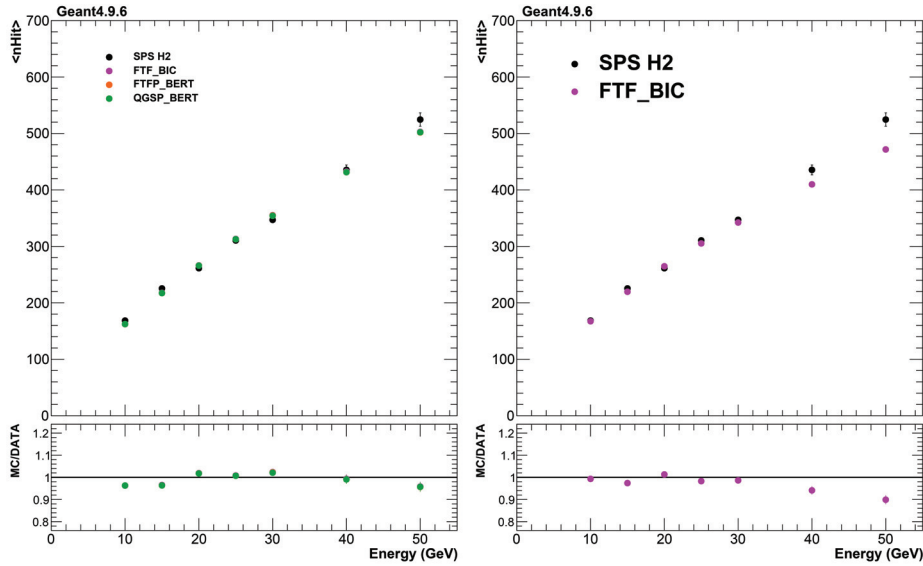 Geant4.9.6
<nHit>
700
600
500
400
300
200
100
0
SPS H2
FTF_BIC
FTFP_BERT
QGSP_BERT
MC/DATA
1.2
1.1
1
0.9
0.8
0 10 20 30 40 50
Energy (GeV)
Geant4.9.6
<nHit>
700
600
500
400
300
200
100
0
SPS H2
FTF_BIC
MC/DATA
1.2
1.1
1
0.9
0.8
0 10 20 30 40 50
Energy (GeV)